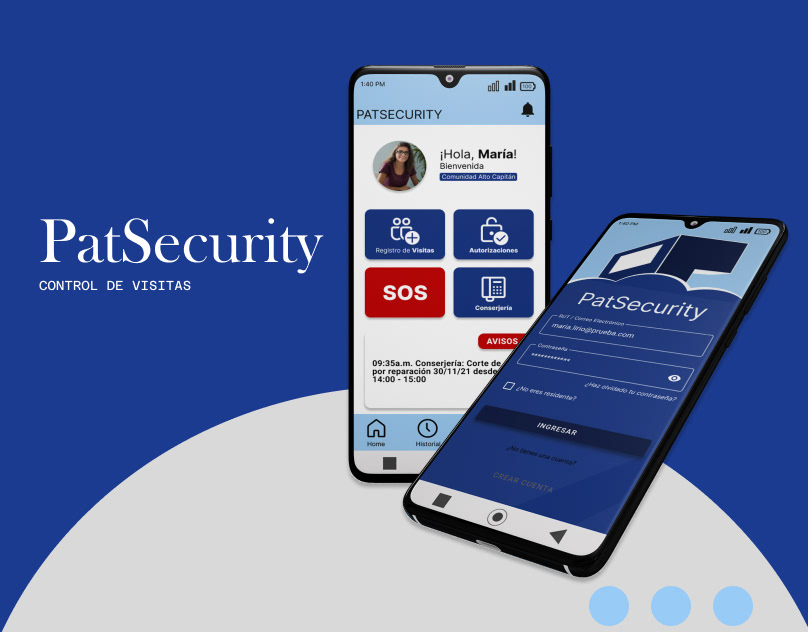 PatSecurity
CONTROL DE VISITAS
1:40 PM
100
PATSECURITY
¡Hola, María!
Bienvenida
Comunidad Alto Capitán
Registro de Visitas
Autorizaciones
SOS
Conserjería
AVISOS
09:35a.m. Conserjería: Corte de
por reparación 30/11/21 desde
14:00 - 15:00
Home
Historial
1:40 PM
PatSecurity
RUT / Correo Electrónico
maria.lirio@prueba.com
Contraseña
************
¿Has olvidado tu contraseña?
¿No eres residente?
INGRESAR
¿No tienes una cuenta?
CREAR CUENTA